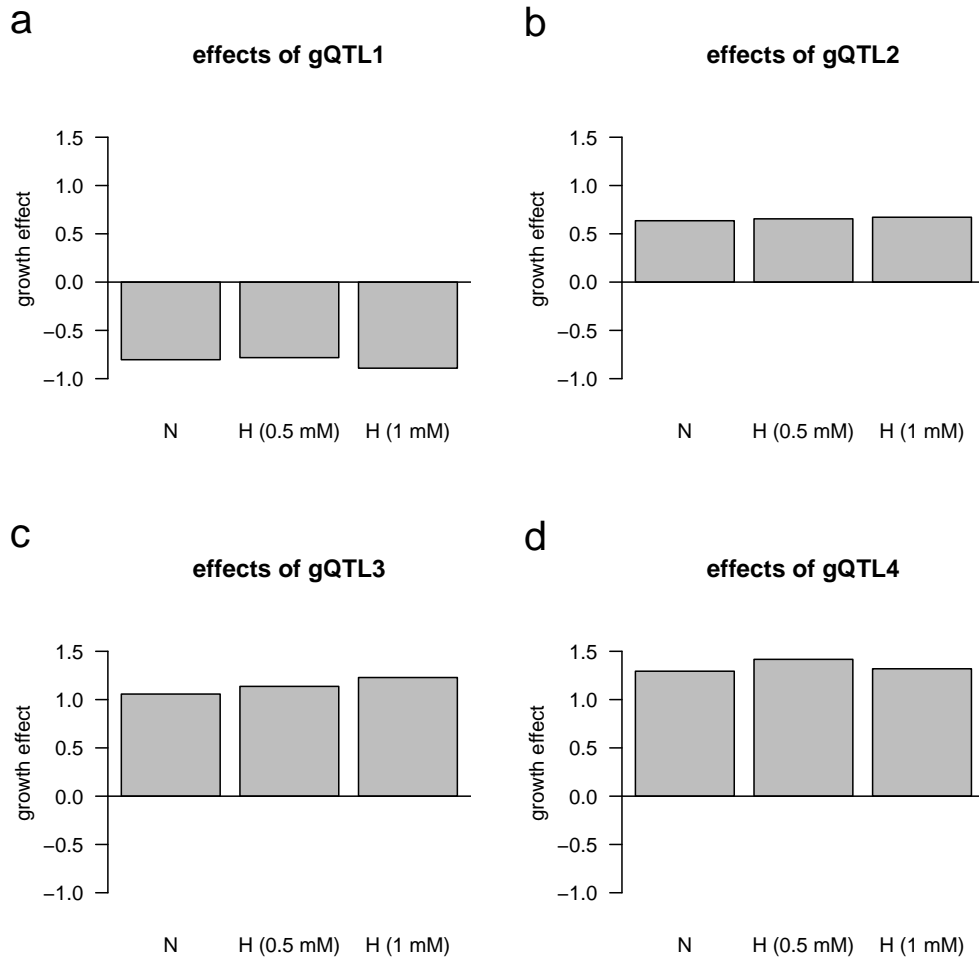 a
effects of gQTL1
growth effect
1.5
1.0
0.5
0.0
−0.5
−1.0
N H (0.5 mM) H (1 mM)
b
effects of gQTL2
growth effect
1.5
1.0
0.5
0.0
−0.5
−1.0
N H (0.5 mM) H (1 mM)
c
effects of gQTL3
growth effect
1.5
1.0
0.5
0.0
−0.5
−1.0
N H (0.5 mM) H (1 mM)
d
effects of gQTL4
growth effect
1.5
1.0
0.5
0.0
−0.5
−1.0
N H (0.5 mM) H (1 mM)